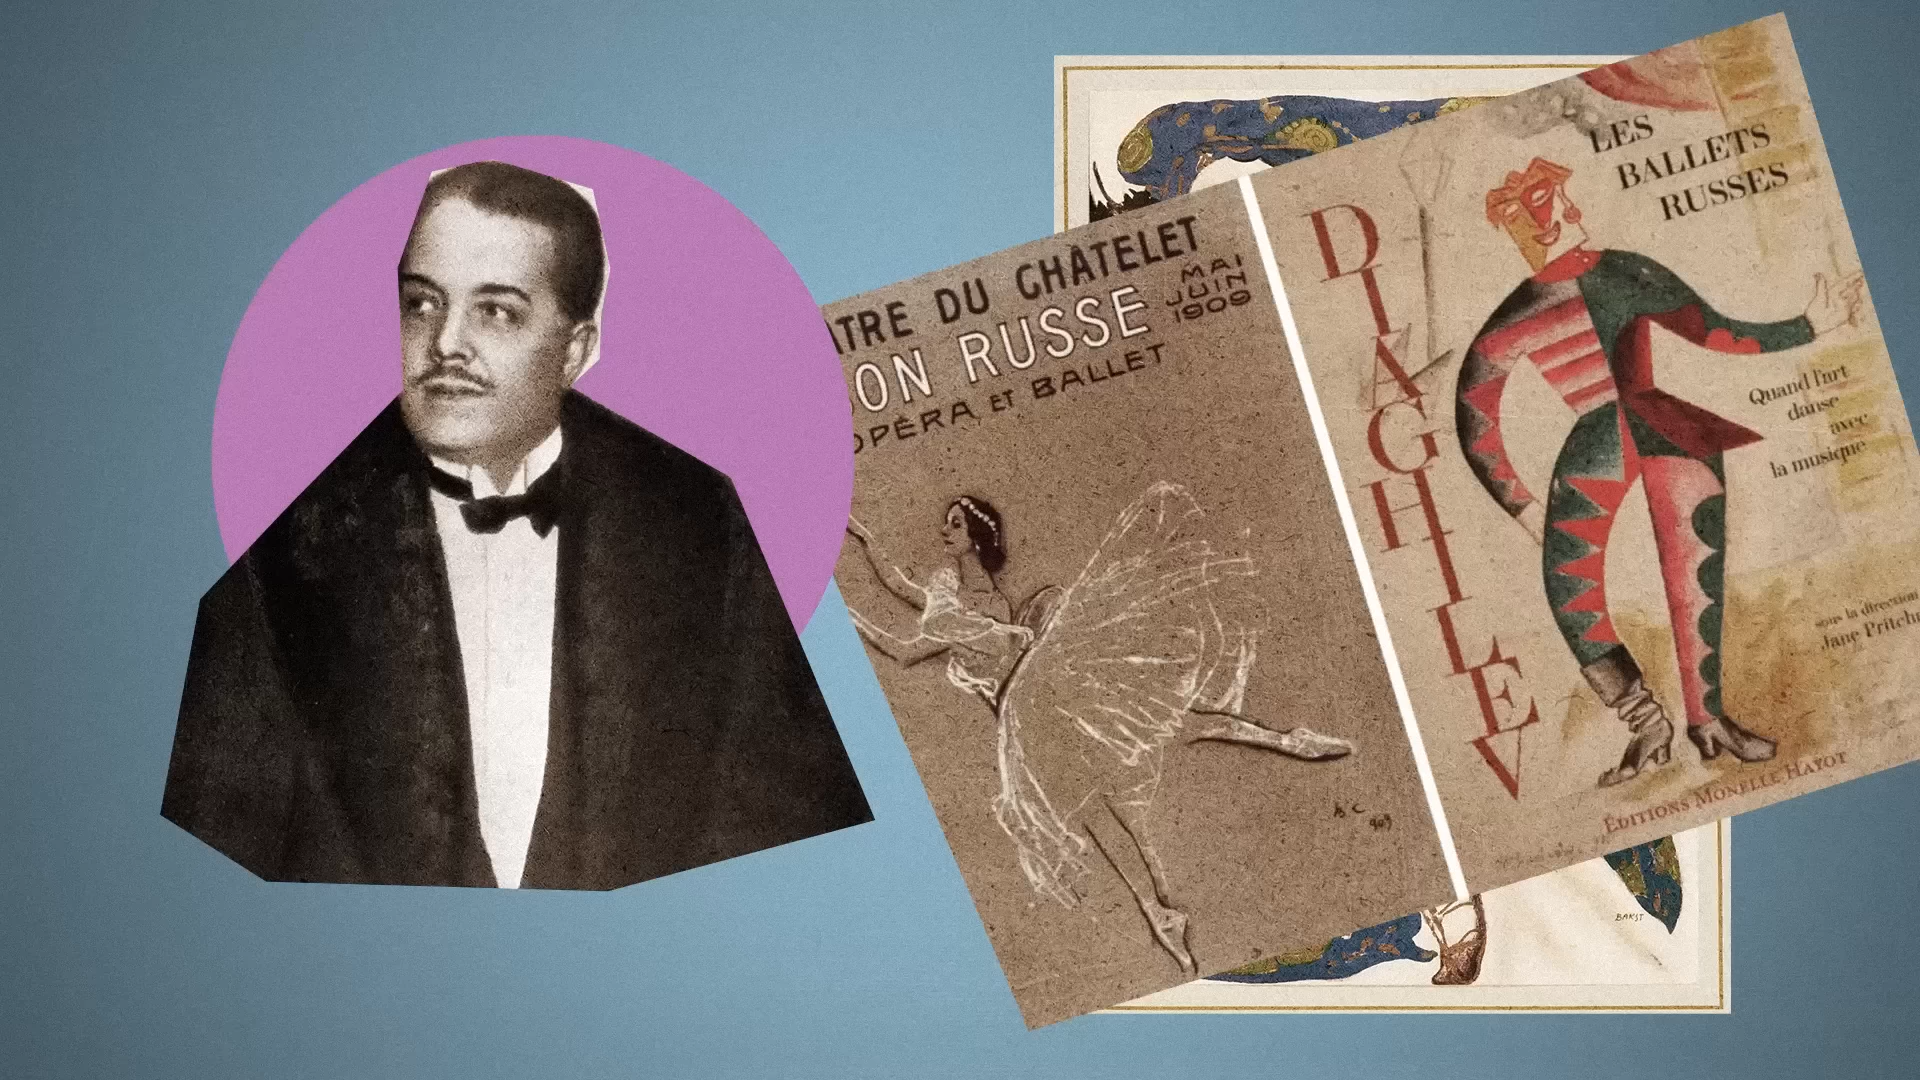 ATRE DU CHÂTELET
ON RUSSE
MAI
JUIN
1909
OPÉRA ET BALLET
LES
BALLETS
RUSSES
DIAGHILEV
Quand l'art
danse
avec
la musique
sous la direction
Jane Pritch
ÉDITIONS MONELLE HAYOT
BAKST